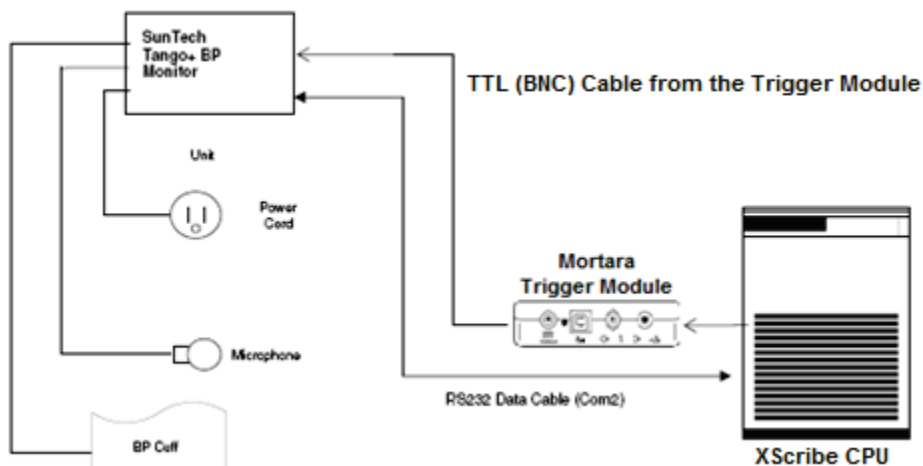 SunTech
Tango+ BP
Monitor
TTL (BNC) Cable from the Trigger Module
Unit
Power
Cord
Mortara
Trigger Module
Microphone
RS232 Data Cable (Com2)
BP Cuff
XScribe CPU